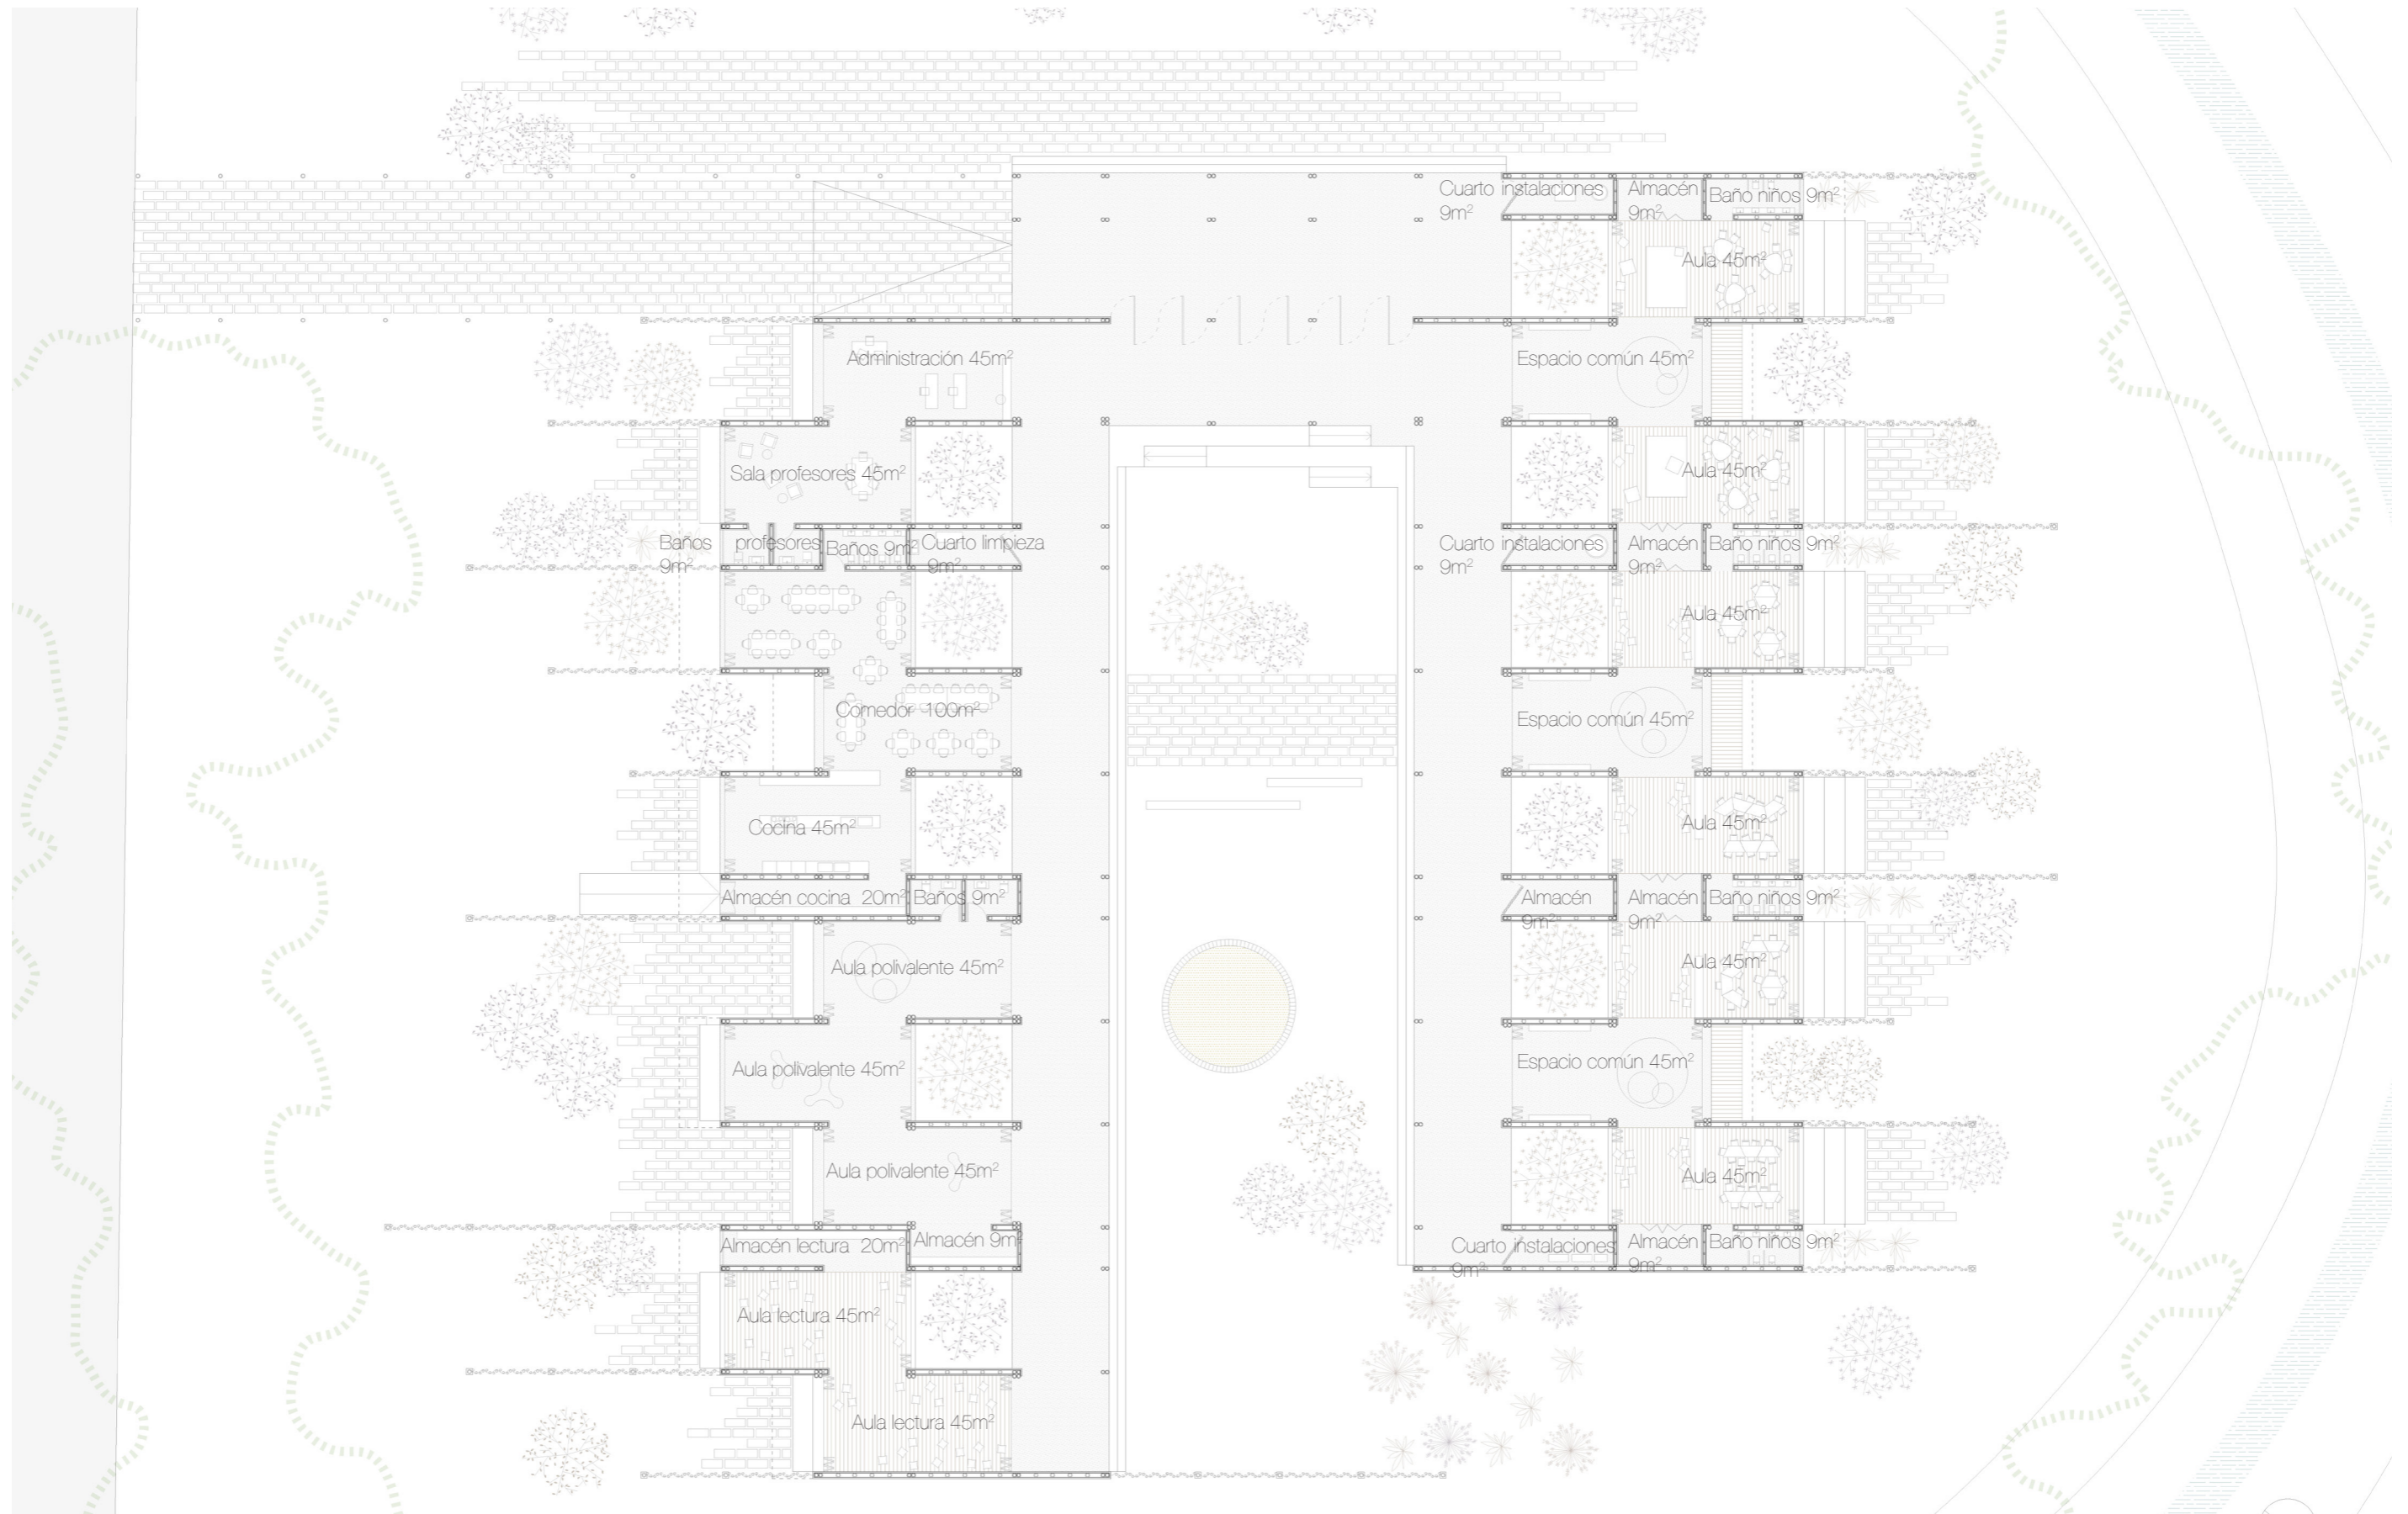 Cuarto instalaciones
9m²
Almacén
9m²
Baño niños 9m²
Aula 45m²
Administración 45m²
Espacio común 45m²
Sala profesores 45m²
Aula 45m²
Baños profesores
9m²
Baños 9m²
Cuarto limpieza
9m²
Cuarto instalaciones
9m²
Almacén
9m²
Baño niños 9m²
Aula 45m²
Comedor 100m²
Espacio común 45m²
Cocina 45m²
Aula 45m²
Almacén cocina 20m²
Baños 9m²
Almacén
9m²
Almacén
9m²
Baño niños 9m²
Aula polivalente 45m²
Aula 45m²
Aula polivalente 45m²
Espacio común 45m²
Aula polivalente 45m²
Aula 45m²
Almacén lectura 20m²
Almacén 9m²
Cuarto instalaciones
9m²
Almacén
9m²
Baño niños 9m²
Aula lectura 45m²
Aula lectura 45m²